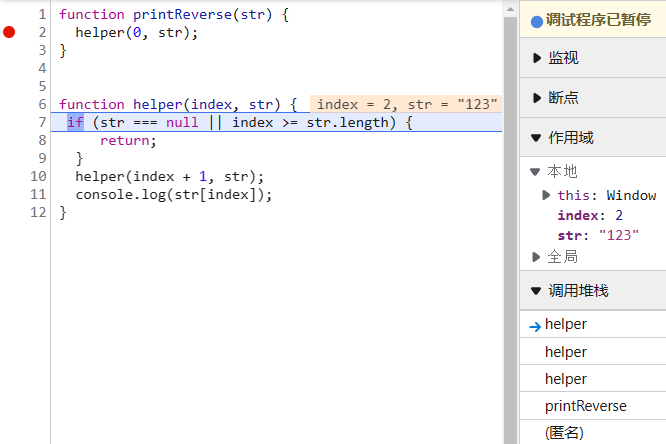 1 function printReverse(str) {
2 helper(0, str);
3 }
4
5
6 function helper(index, str) { index = 2, str = "123"
7 if (str === null || index >= str.length) {
8 return;
9 }
10 helper(index + 1, str);
11 console.log(str[index]);
12 }
调试程序已暂停
监视
断点
作用域
本地
this: Window
index: 2
str: "123"
全局
调用堆栈
helper
helper
helper
printReverse
(匿名)